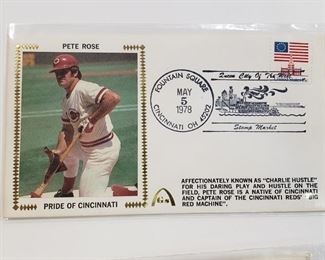 PETE ROSE
PRIDE OF CINCINNATI
FOUNTAIN SQUARE
MAY
5
1978
CINCINNATI OH 45202
Queen City Of The West
Stamp Market
AFFECTIONATELY KNOWN AS "CHARLIE HUSTLE"
FOR HIS DARING PLAY AND HUSTLE ON THE
FIELD, PETE ROSE IS A NATIVE OF CINCINNATI
AND CAPTAIN OF THE CINCINNATI REDS' "BIG
RED MACHINE".